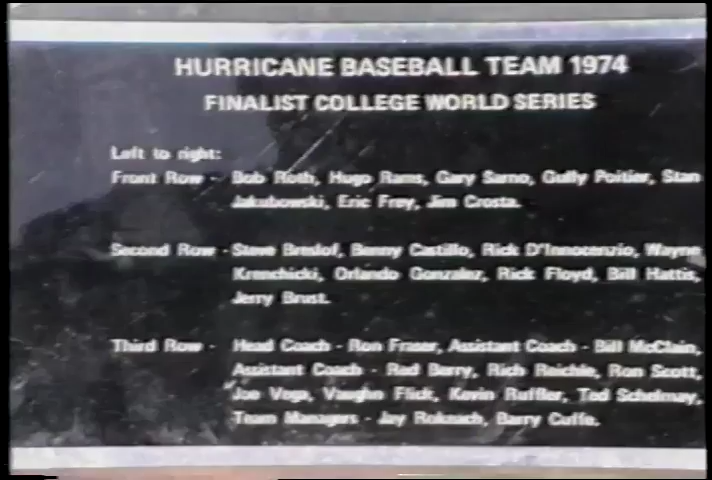 HURRICANE BASEBALL TEAM 1974
FINALIST COLLEGE WORLD SERIES
Left to right:
Front Row - Bob Roth, Hugo Rams, Gary Sarno, Gully Poitier, Stan
Jakubowski, Eric Frey, Jim Crosta.
Second Row - Steve Breslof, Benny Castillo, Rick D'Innocenzio, Wayne
Krenchicki, Orlando Gonzalez, Rick Floyd, Bill Hattis,
Jerry Brust.
Third Row - Head Coach - Ron Fraser, Assistant Coach - Bill McClain,
Assistant Coach - Red Berry, Rich Reichle, Ron Scott,
Joe Vega, Vaughn Flick, Kevin Ruffler, Ted Schelmay,
Team Managers - Jay Barry Cuffe.